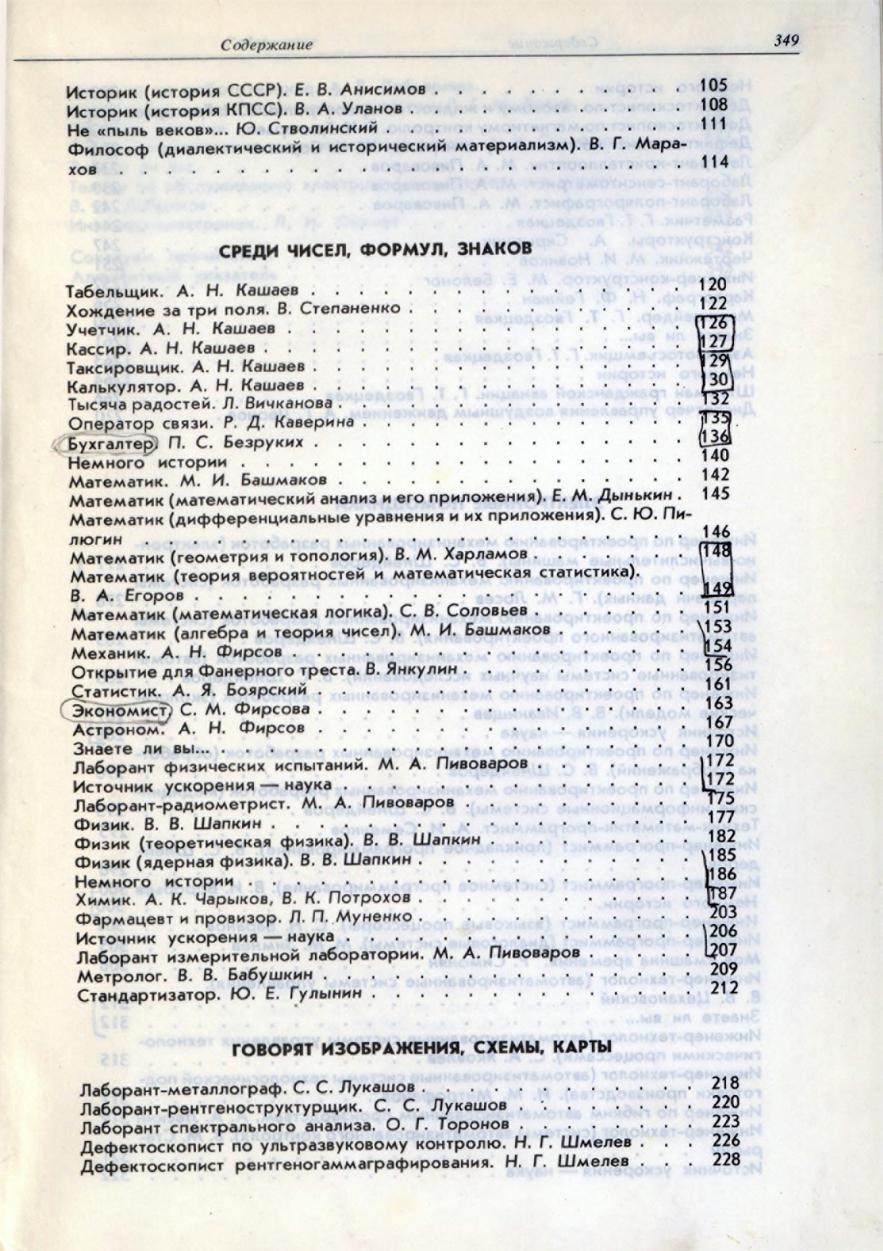 Содержание 349
Историк (история СССР). Е. В. Анисимов . . . . . . . . . . 105
Историк (история КПСС). В. А. Уланов . . . . . . . . . . 108
Не «пыль веков»... Ю. Стволинский . . . . . . . . . . 111
Философ (диалектический и исторический материализм). В. Г. Мара-
хов . . . . . . . . . . 114
СРЕДИ ЧИСЕЛ, ФОРМУЛ, ЗНАКОВ
Табельщик. А. Н. Кашаев . . . . . . . . . . 120
Хождение за три поля. В. Степаненко . . . . . . . . . . 122
Учетчик. А. Н. Кашаев . . . . . . . . . . 126
Кассир. А. Н. Кашаев . . . . . . . . . . 127
Таксировщик. А. Н. Кашаев . . . . . . . . . . 129
Калькулятор. А. Н. Кашаев . . . . . . . . . . 130
Тысяча радостей. Л. Вичканова . . . . . . . . . . 132
Оператор связи. Р. Д. Каверина . . . . . . . . . . 135
Бухгалтер. П. С. Безруких . . . . . . . . . . 136
Немного истории . . . . . . . . . . 140
Математик. М. И. Башмаков . . . . . . . . . . 142
Математик (математический анализ и его приложения). Е. М. Дынькин . 145
Математик (дифференциальные уравнения и их приложения). С. Ю. Пи-
люгин . . . . . . . . . . 146
Математик (геометрия и топология). В. М. Харламов . . . . . 148
Математик (теория вероятностей и математическая статистика).
В. А. Егоров . . . . . . . . . . 149
Математик (математическая логика). С. В. Соловьев . . . . . 151
Математик (алгебра и теория чисел). М. И. Башмаков . . . . . 153
Механик. А. Н. Фирсов . . . . . . . . . . 154
Открытие для Фанерного треста. В. Янкулин . . . . . . . 156
Статистик. А. Я. Боярский . . . . . . . . . . 161
Экономист. С. М. Фирсова . . . . . . . . . . 163
Астроном. А. Н. Фирсов . . . . . . . . . . 167
Знаете ли вы... . . . . . . . . . . 170
Лаборант физических испытаний. М. А. Пивоваров . . . . . 172
Источник ускорения — наука . . . . . . . . . . 172
Лаборант-радиометрист. М. А. Пивоваров . . . . . . . 175
Физик. В. В. Шапкин . . . . . . . . . . 177
Физик (теоретическая физика). В. В. Шапкин . . . . . . . 182
Физик (ядерная физика). В. В. Шапкин . . . . . . . . 185
Немного истории . . . . . . . . . . 186
Химик. А. К. Чарыков, В. К. Потрохов . . . . . . . . 187
Фармацевт и провизор. Л. П. Муненко . . . . . . . . 203
Источник ускорения — наука . . . . . . . . . . 206
Лаборант измерительной лаборатории. М. А. Пивоваров . . . . 207
Метролог. В. В. Бабушкин . . . . . . . . . . 209
Стандартизатор. Ю. Е. Гулынин . . . . . . . . . . 212
ГОВОРЯТ ИЗОБРАЖЕНИЯ, СХЕМЫ, КАРТЫ
Лаборант-металлограф. С. С. Лукашов . . . . . . . . 218
Лаборант-рентгеноструктурщик. С. С. Лукашов . . . . . . 220
Лаборант спектрального анализа. О. Г. Торонов . . . . . . 223
Дефектоскопист по ультразвуковому контролю. Н. Г. Шмелев . . . 226
Дефектоскопист рентгеногаммаграфирования. Н. Г. Шмелев . . . 228